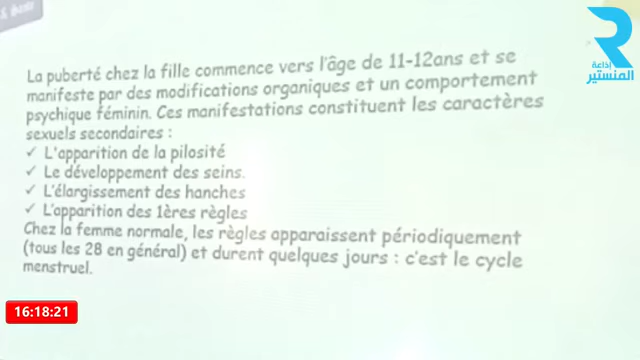 إذاعة
المنستير
La puberté chez la fille commence vers l'âge de 11-12ans et se
manifeste par des modifications organiques et un comportement
psychique féminin. Ces manifestations constituent les caractères
sexuels secondaires :
✓ L'apparition de la pilosité
✓ Le développement des seins.
✓ L'élargissement des hanches
✓ L'apparition des 1ères règles
Chez la femme normale, les règles apparaissent périodiquement
(tous les 28 en général) et durent quelques jours : c'est le cycle
menstruel.
16:18:21